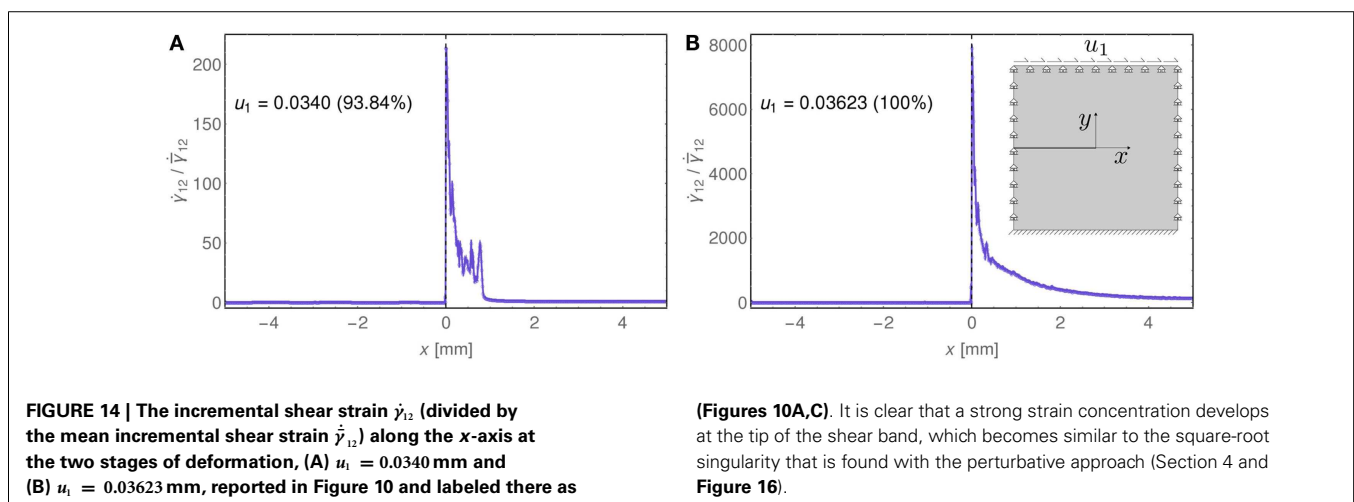 A
200
150
100
50
0
γ̇₁₂ / γ̇̄₁₂
u₁ = 0.0340 (93.84%)
−4 −2 0 2 4
x [mm]
B
8000
6000
4000
2000
0
γ̇₁₂ / γ̇̄₁₂
u₁ = 0.03623 (100%)
u₁
y
x
−4 −2 0 2 4
x [mm]
FIGURE 14 | The incremental shear strain γ̇₁₂ (divided by
the mean incremental shear strain γ̇̄₁₂) along the x-axis at
the two stages of deformation, (A) u₁ = 0.0340 mm and
(B) u₁ = 0.03623 mm, reported in Figure 10 and labeled there as
(Figures 10A,C). It is clear that a strong strain concentration develops
at the tip of the shear band, which becomes similar to the square-root
singularity that is found with the perturbative approach (Section 4 and
Figure 16).